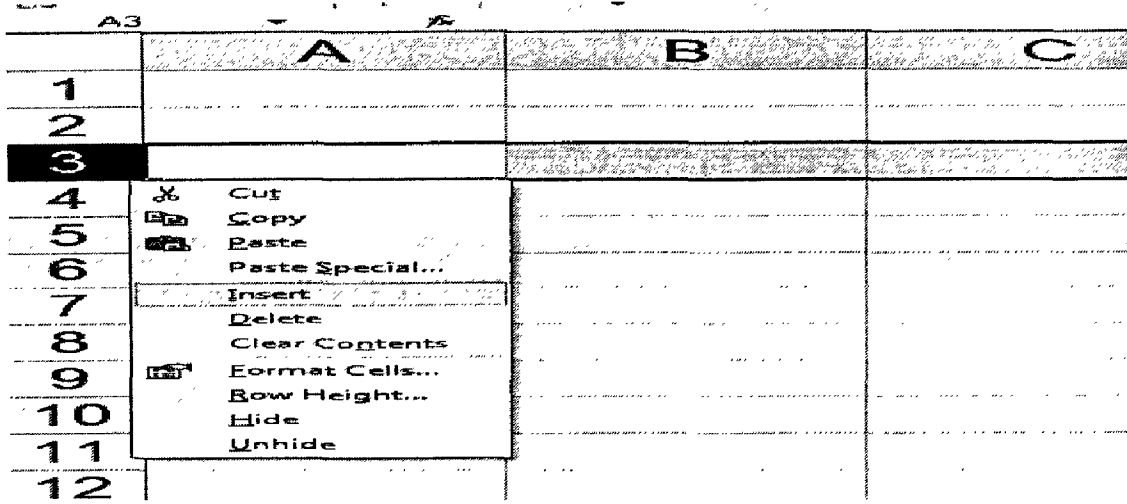 A3
A B C
1
2
3
4
5
6
7
8
9
10
11
12
Cut
Copy
Paste
Paste Special...
Insert
Delete
Clear Contents
Format Cells...
Row Height...
Hide
Unhide